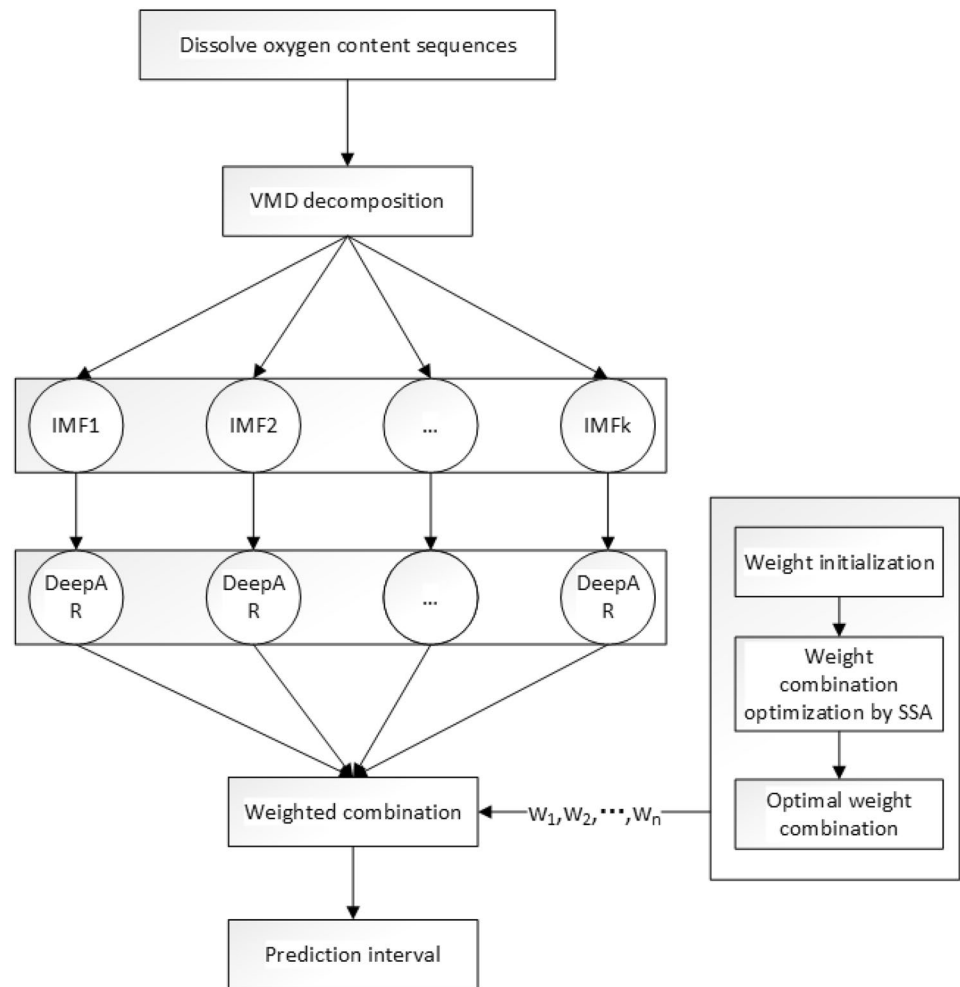 Dissolve oxygen content sequences
VMD decomposition
IMF1
IMF2
...
IMFk
DeepA
R
DeepA
R
...
DeepA
R
Weight initialization
Weight
combination
optimization by SSA
Optimal weight
combination
Weighted combination
W₁,W₂,···,Wₙ
Prediction interval